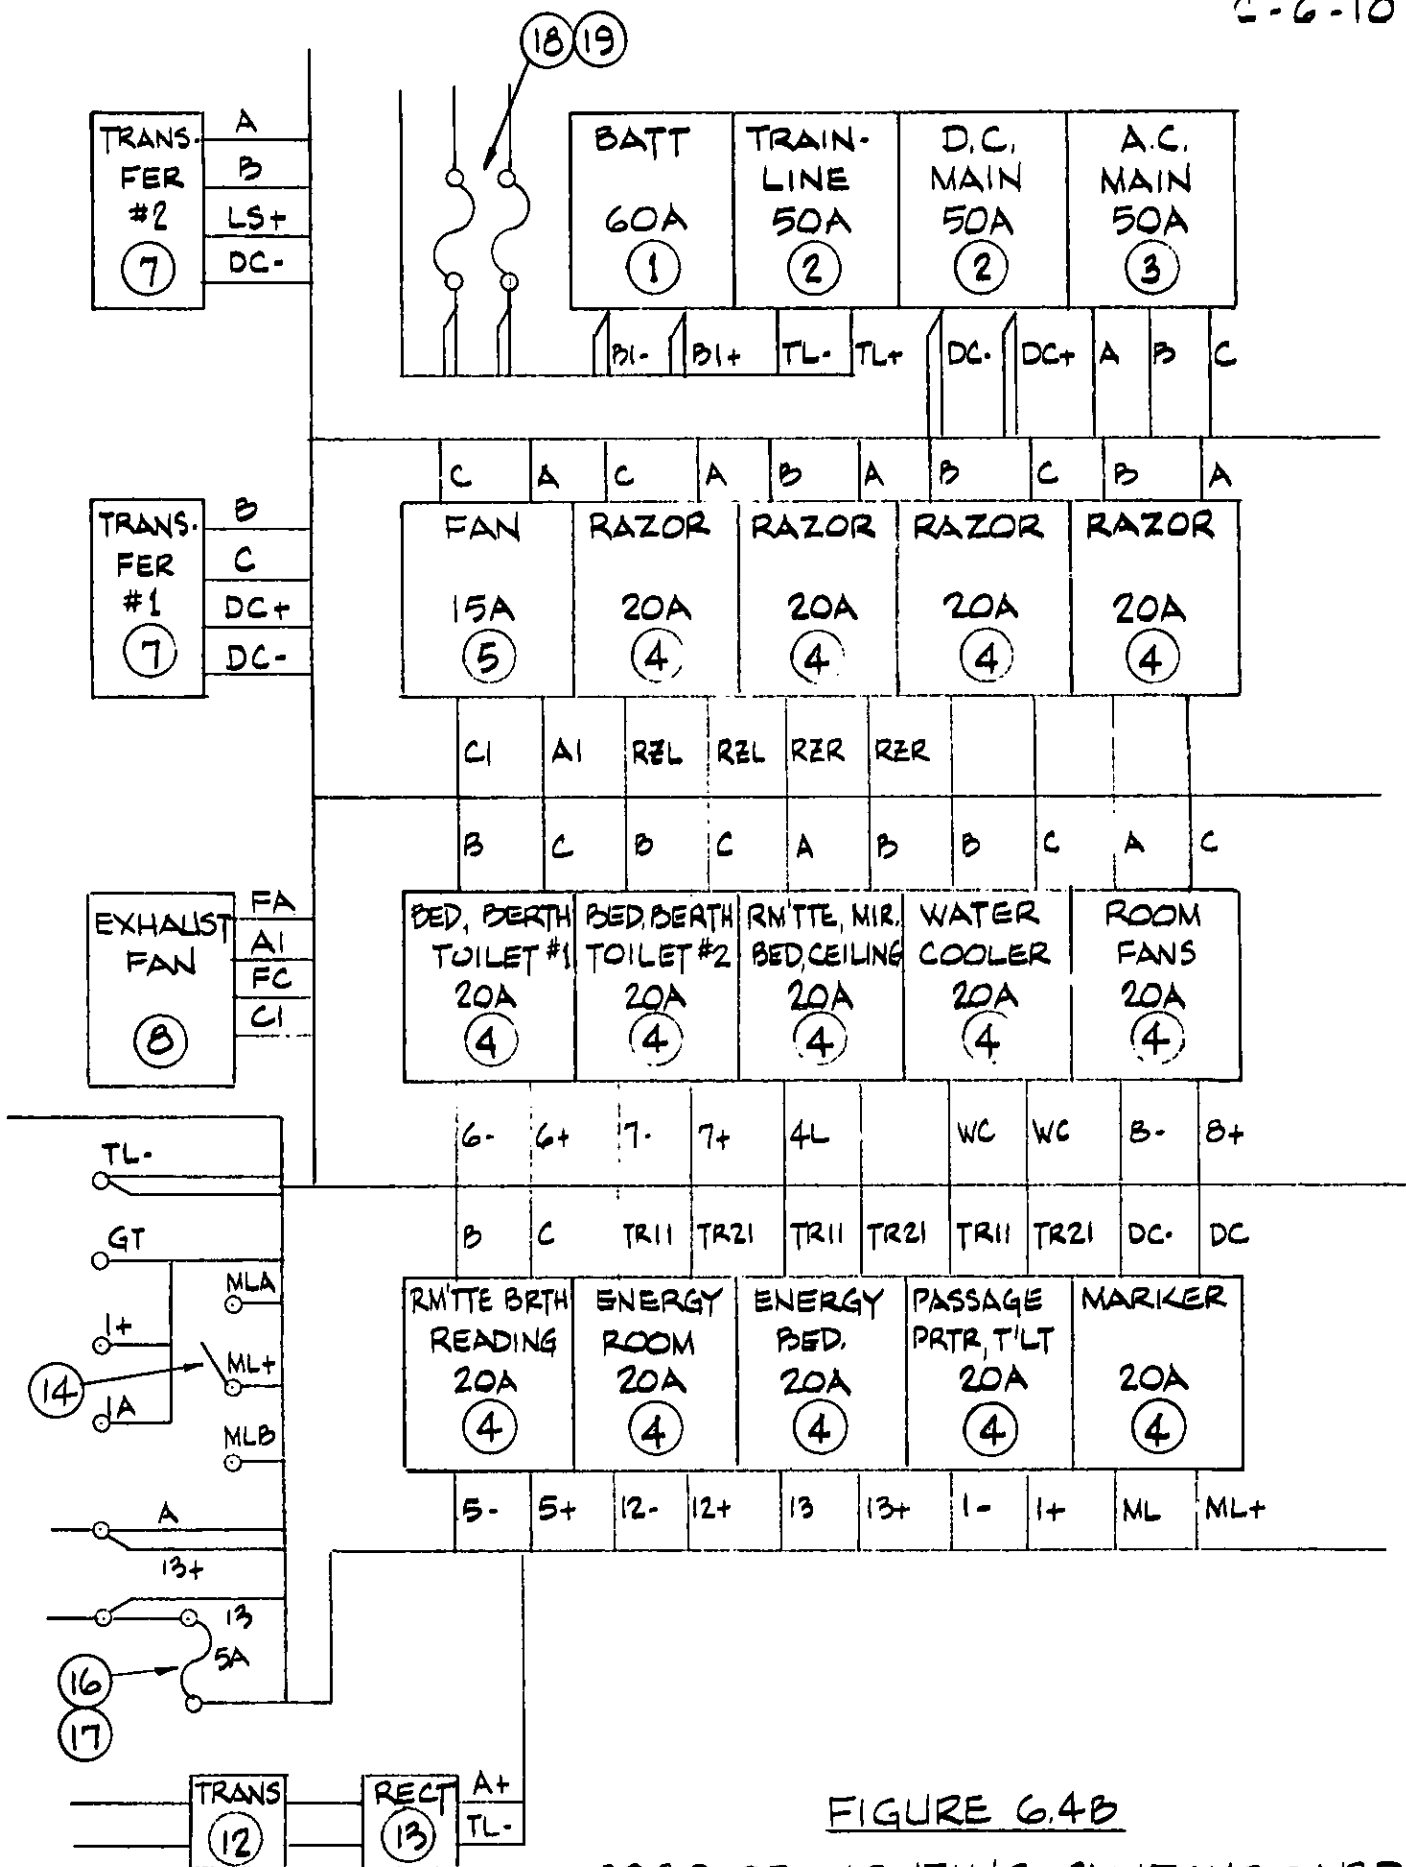 2-6-10
18 19
TRANS-
FER
#2
7
A
B
LS+
DC-
BATT
60A
1
TRAIN-
LINE
50A
2
D.C.
MAIN
50A
2
A.C.
MAIN
50A
3
B1- B1+ TL- TL+ DC- DC+ A B C
C A C A B A B C B A
TRANS-
FER
#1
7
B
C
DC+
DC-
FAN
15A
5
RAZOR
20A
4
RAZOR
20A
4
RAZOR
20A
4
RAZOR
20A
4
C1 A1 RZL RZL RZR RZR
B C B C A B B C A C
EXHAUST
FAN
8
FA
A1
FC
C1
BED, BERTH
TOILET #1
20A
4
BED, BERTH
TOILET #2
20A
4
RM'TTE, MIR.
BED, CEILING
20A
4
WATER
COOLER
20A
4
ROOM
FANS
20A
4
6- 6+ 7- 7+ 4L WC WC 8- 8+
TL-
GT
1+
1A
14
MLA
ML+
MLB
B C TR11 TR21 TR11 TR21 TR11 TR21 DC- DC
RM'TTE BRTH
READING
20A
4
ENERGY
ROOM
20A
4
ENERGY
BED.
20A
4
PASSAGE
PRTR, T'LT
20A
4
MARKER
20A
4
5- 5+ 12- 12+ 13 13+ 1- 1+ ML ML+
A
13+
13
5A
16
17
TRANS
12
RECT
13
A+
TL-
FIGURE 6.4B